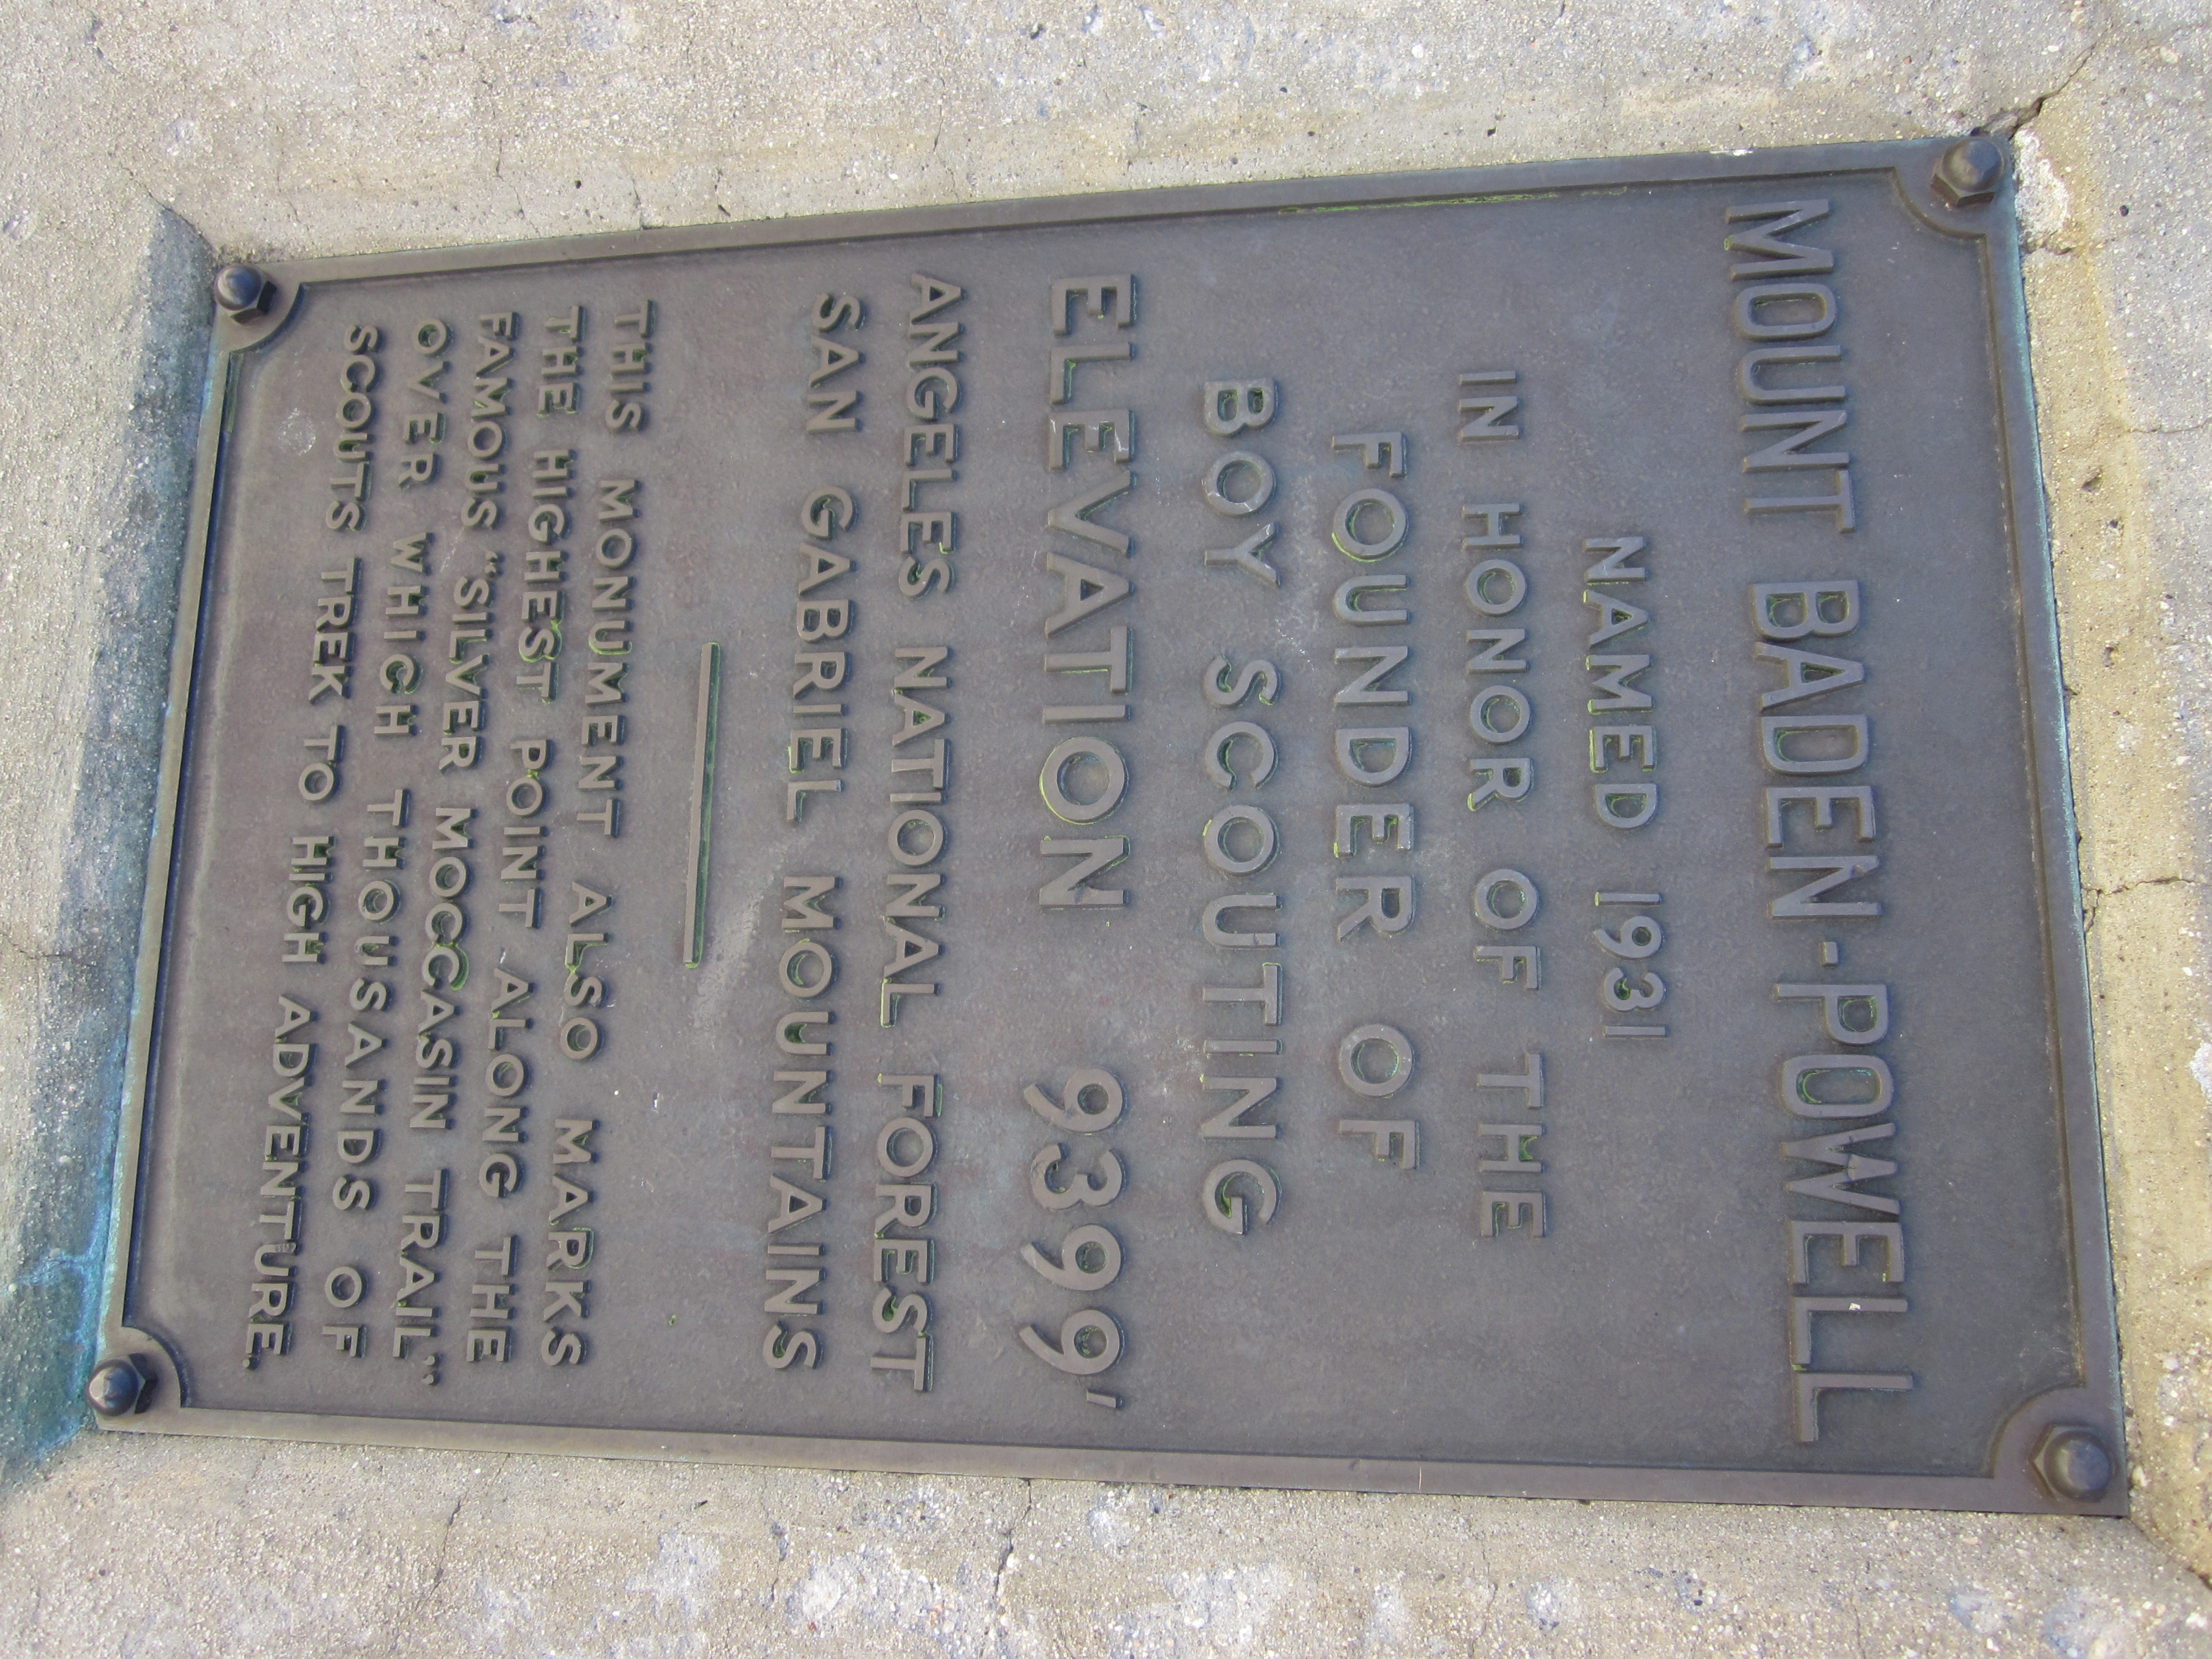 MOUNT BADEN-POWELL
NAMED 1931
IN HONOR OF THE
FOUNDER OF
BOY SCOUTING
ELEVATION 9399'
ANGELES NATIONAL FOREST
SAN GABRIEL MOUNTAINS
THIS MONUMENT ALSO MARKS
THE HIGHEST POINT ALONG THE
FAMOUS "SILVER MOCCASIN TRAIL"
OVER WHICH THOUSANDS OF
SCOUTS TREK TO HIGH ADVENTURE.